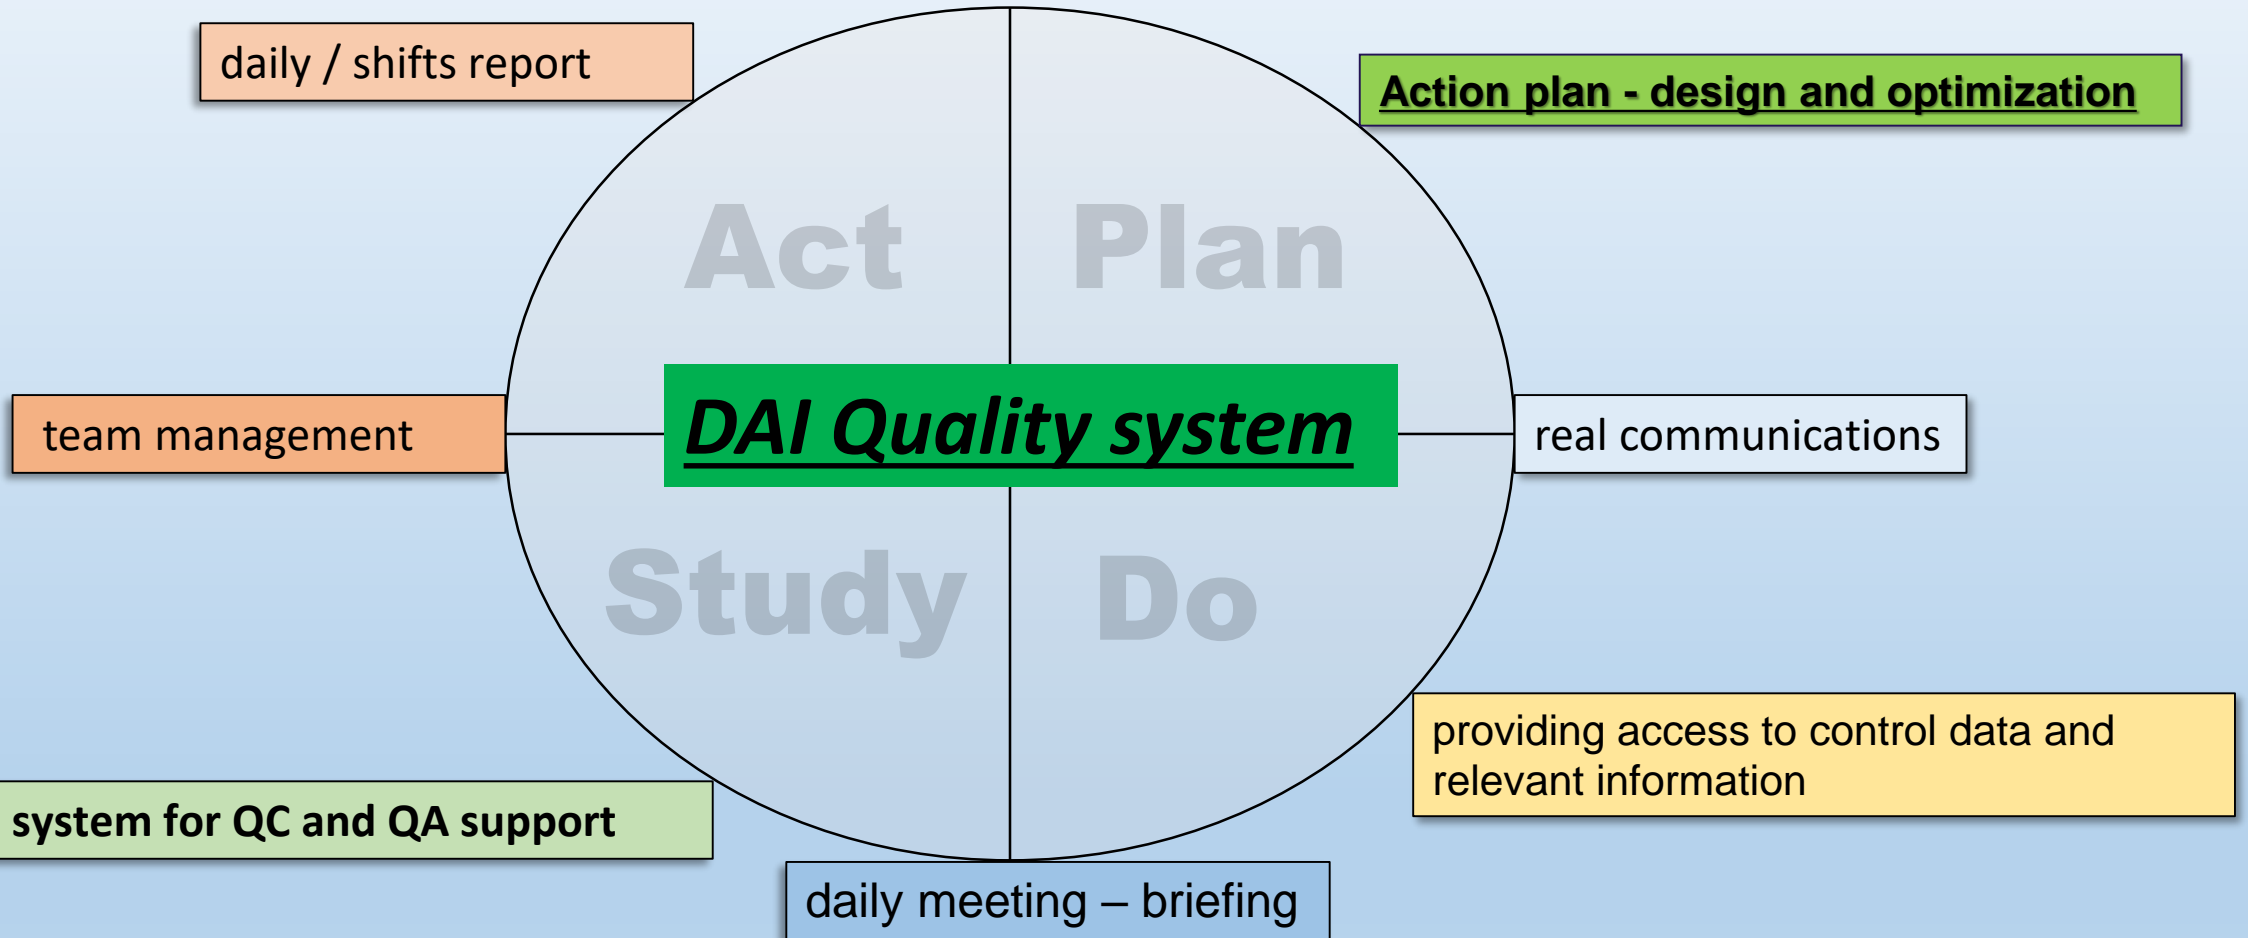 daily / shifts report
Action plan - design and optimization
Act
Plan
DAI Quality system
team management
real communications
Study
Do
providing access to control data and
relevant information
system for QC and QA support
daily meeting – briefing